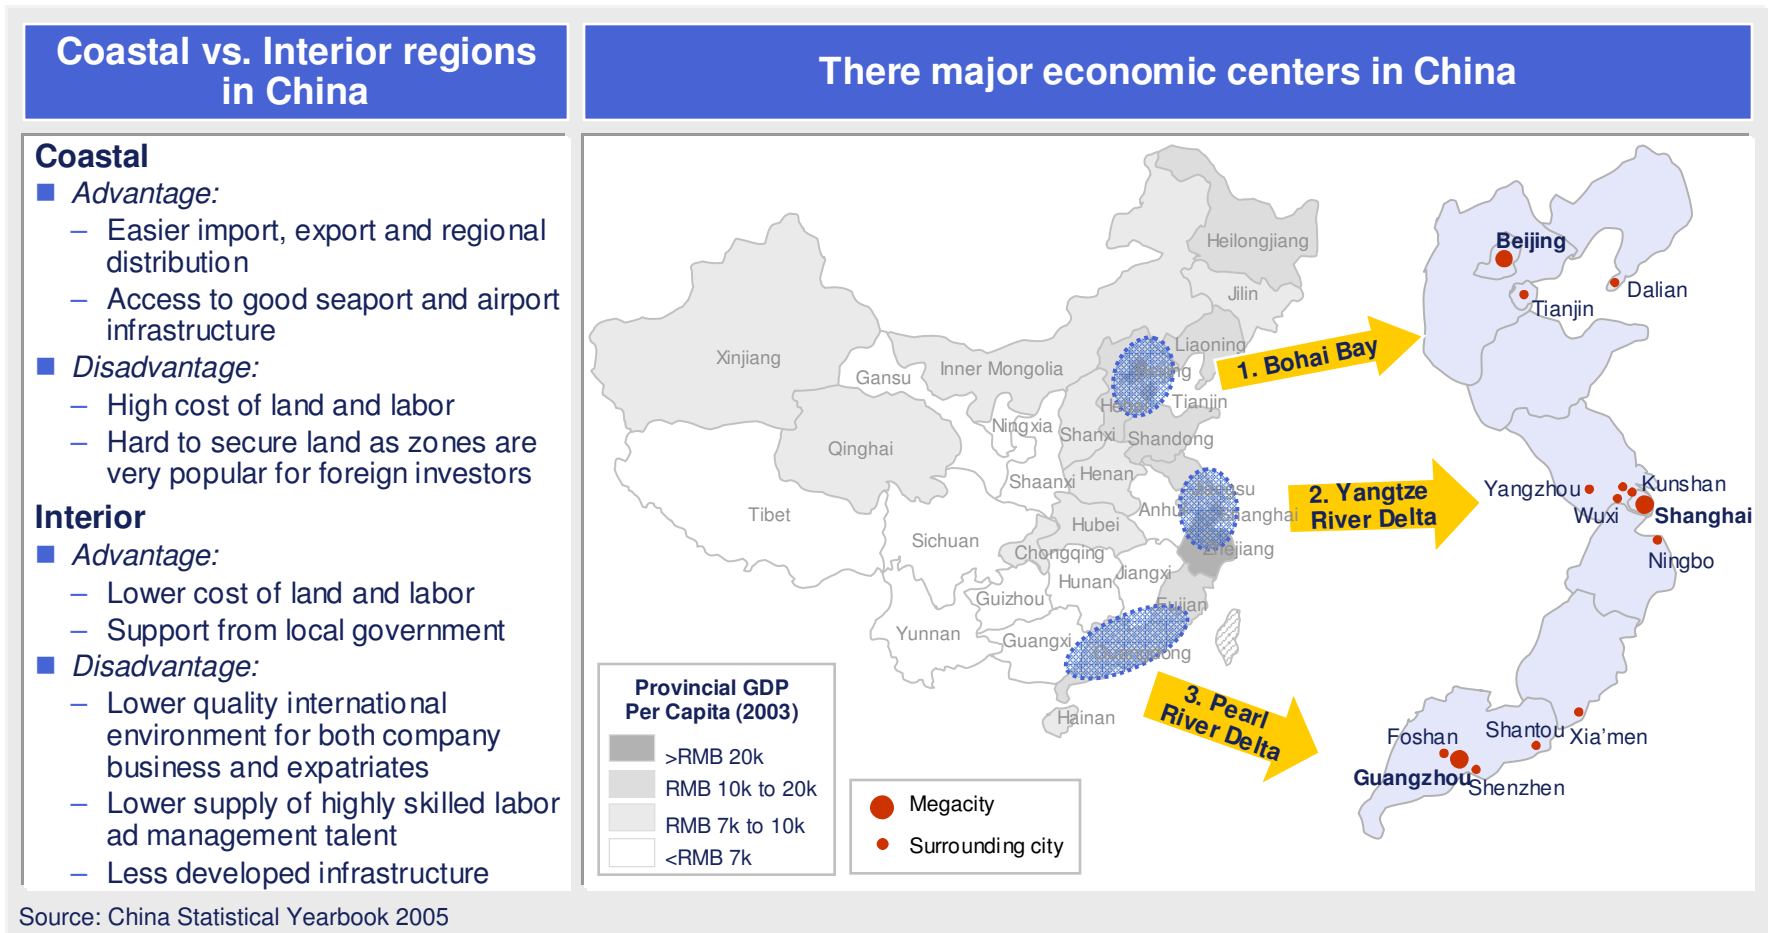 Coastal vs. Interior regions
in China
There major economic centers in China
Coastal
Advantage:
– Easier import, export and regional
distribution
– Access to good seaport and airport
infrastructure
Disadvantage:
– High cost of land and labor
– Hard to secure land as zones are
very popular for foreign investors
Interior
Advantage:
– Lower cost of land and labor
– Support from local government
Disadvantage:
– Lower quality international
environment for both company
business and expatriates
– Lower supply of highly skilled labor
ad management talent
– Less developed infrastructure
Heilongjiang
Jilin
Liaoning
Xinjiang
Gansu
Inner Mongolia
Beijing
Tianjin
Hebei
Ningxia
Shanxi
Shandong
Qinghai
Shaanxi
Henan
Jiangsu
Tibet
Anhui
Shanghai
Hubei
Sichuan
Chongqing
Zhejiang
Hunan
Jiangxi
Guizhou
Fujian
Yunnan
Guangxi
Guangdong
Hainan
1. Bohai Bay
2. Yangtze
River Delta
3. Pearl
River Delta
Beijing
Dalian
Tianjin
Yangzhou
Kunshan
Wuxi
Shanghai
Ningbo
Foshan
Shantou
Xia’men
Guangzhou
Shenzhen
Provincial GDP
Per Capita (2003)
>RMB 20k
RMB 10k to 20k
RMB 7k to 10k
<RMB 7k
Megacity
Surrounding city
Source: China Statistical Yearbook 2005